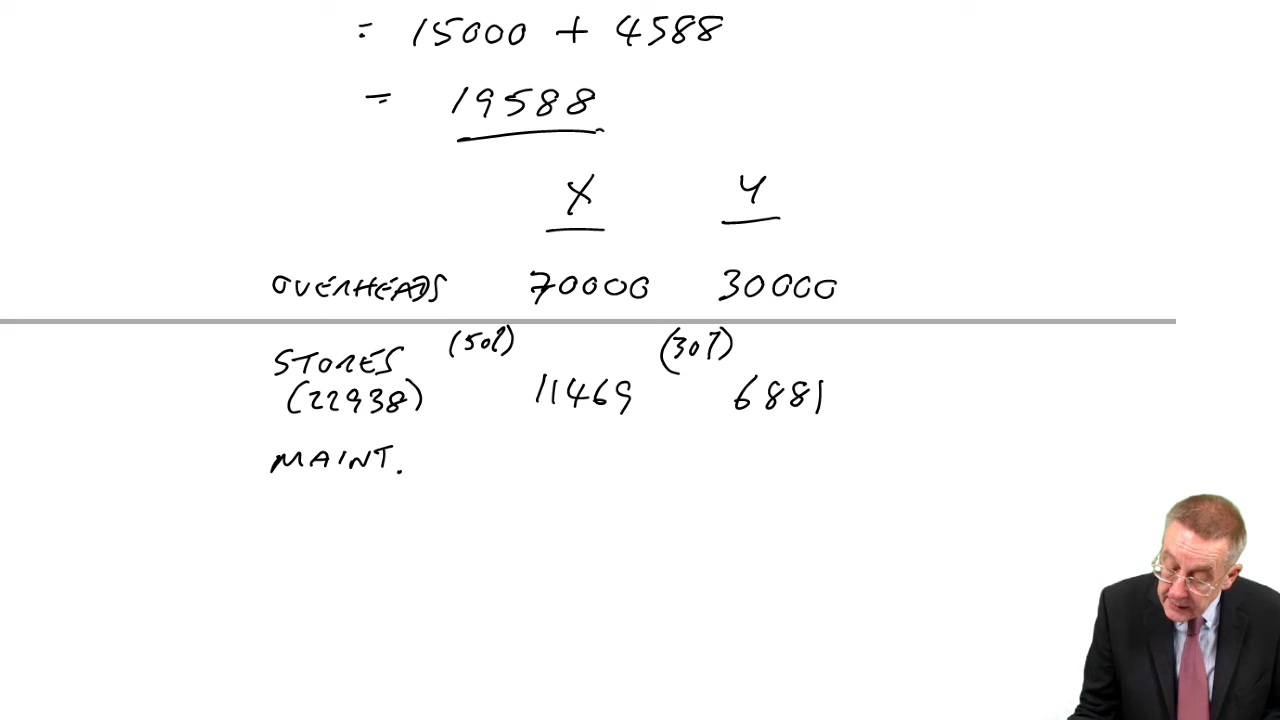 = 15000 + 4588
= 19588
X Y
OVERHEADS 70000 30000
STORES (50%) (30%)
(22938) 11469 6881
MAINT.